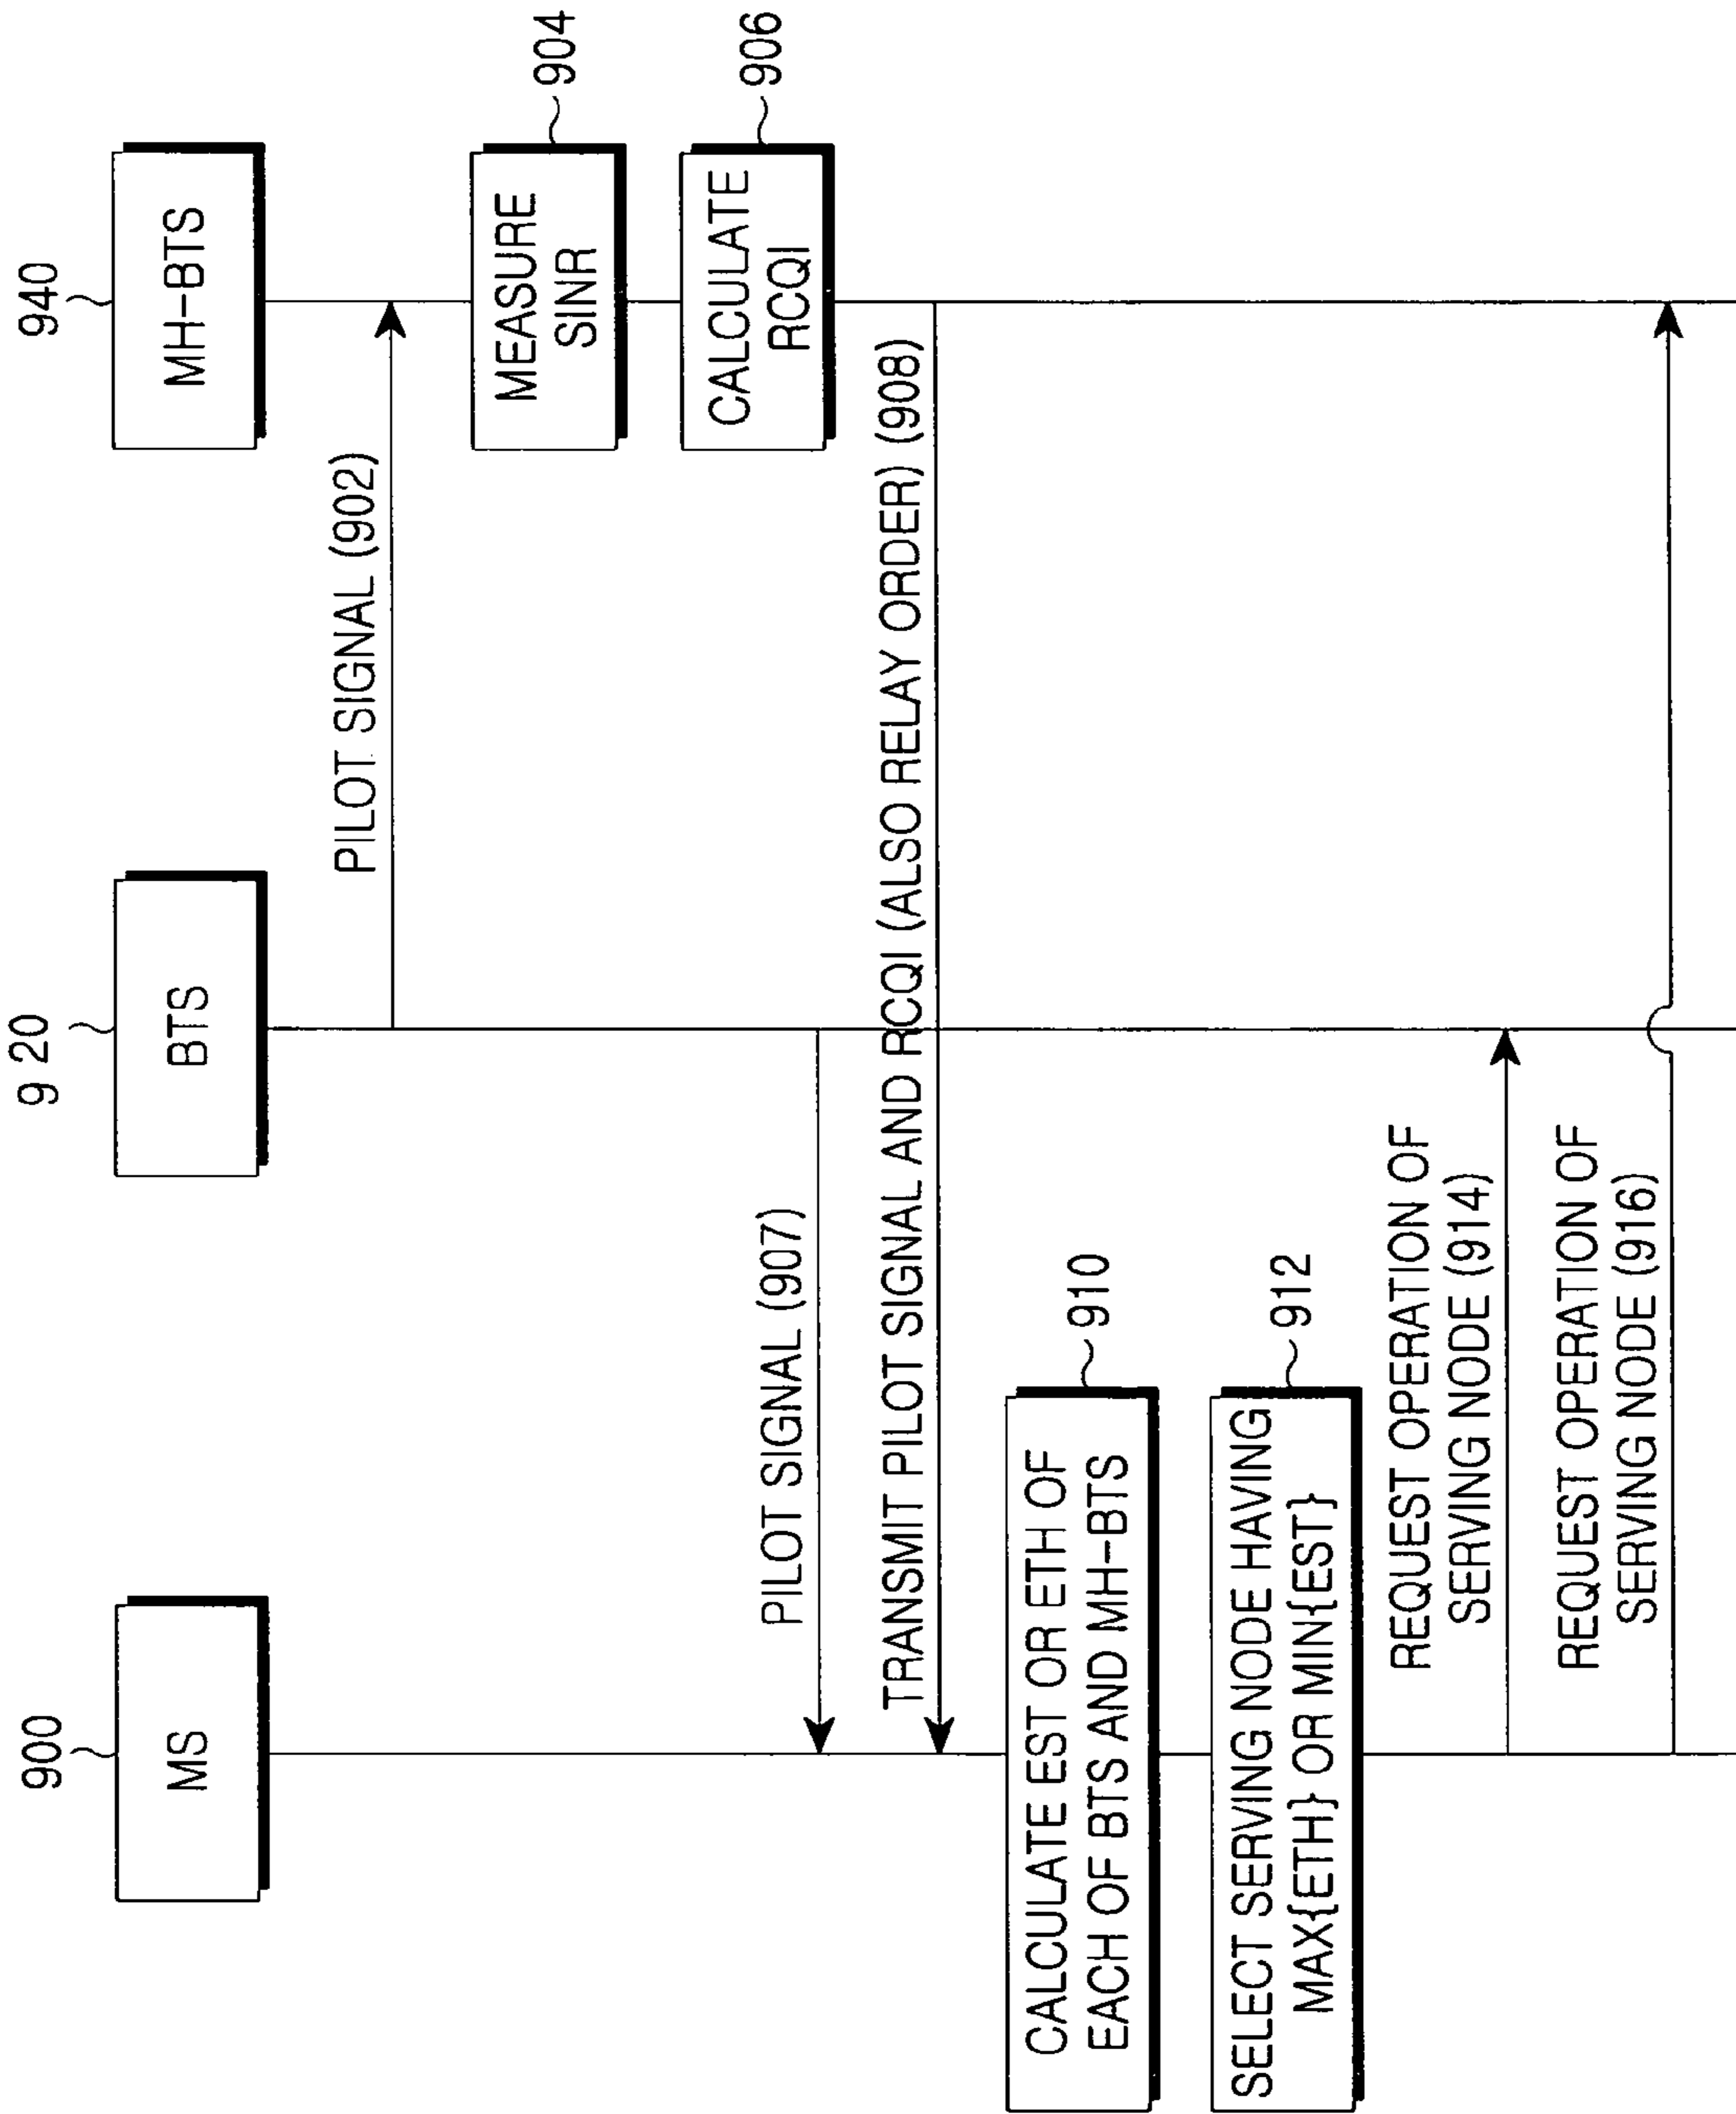 900
9 20
940
MS
BTS
MH-BTS
PILOT SIGNAL (902)
MEASURE
SINR
904
CALCULATE
RCQI
906
PILOT SIGNAL (907)
TRANSMIT PILOT SIGNAL AND RCQI (ALSO RELAY ORDER) (908)
CALCULATE EST OR ETH OF
EACH OF BTS AND MH-BTS
910
SELECT SERVING NODE HAVING
MAX{ETH} OR MIN{EST}
912
REQUEST OPERATION OF
SERVING NODE (914)
REQUEST OPERATION OF
SERVING NODE (916)